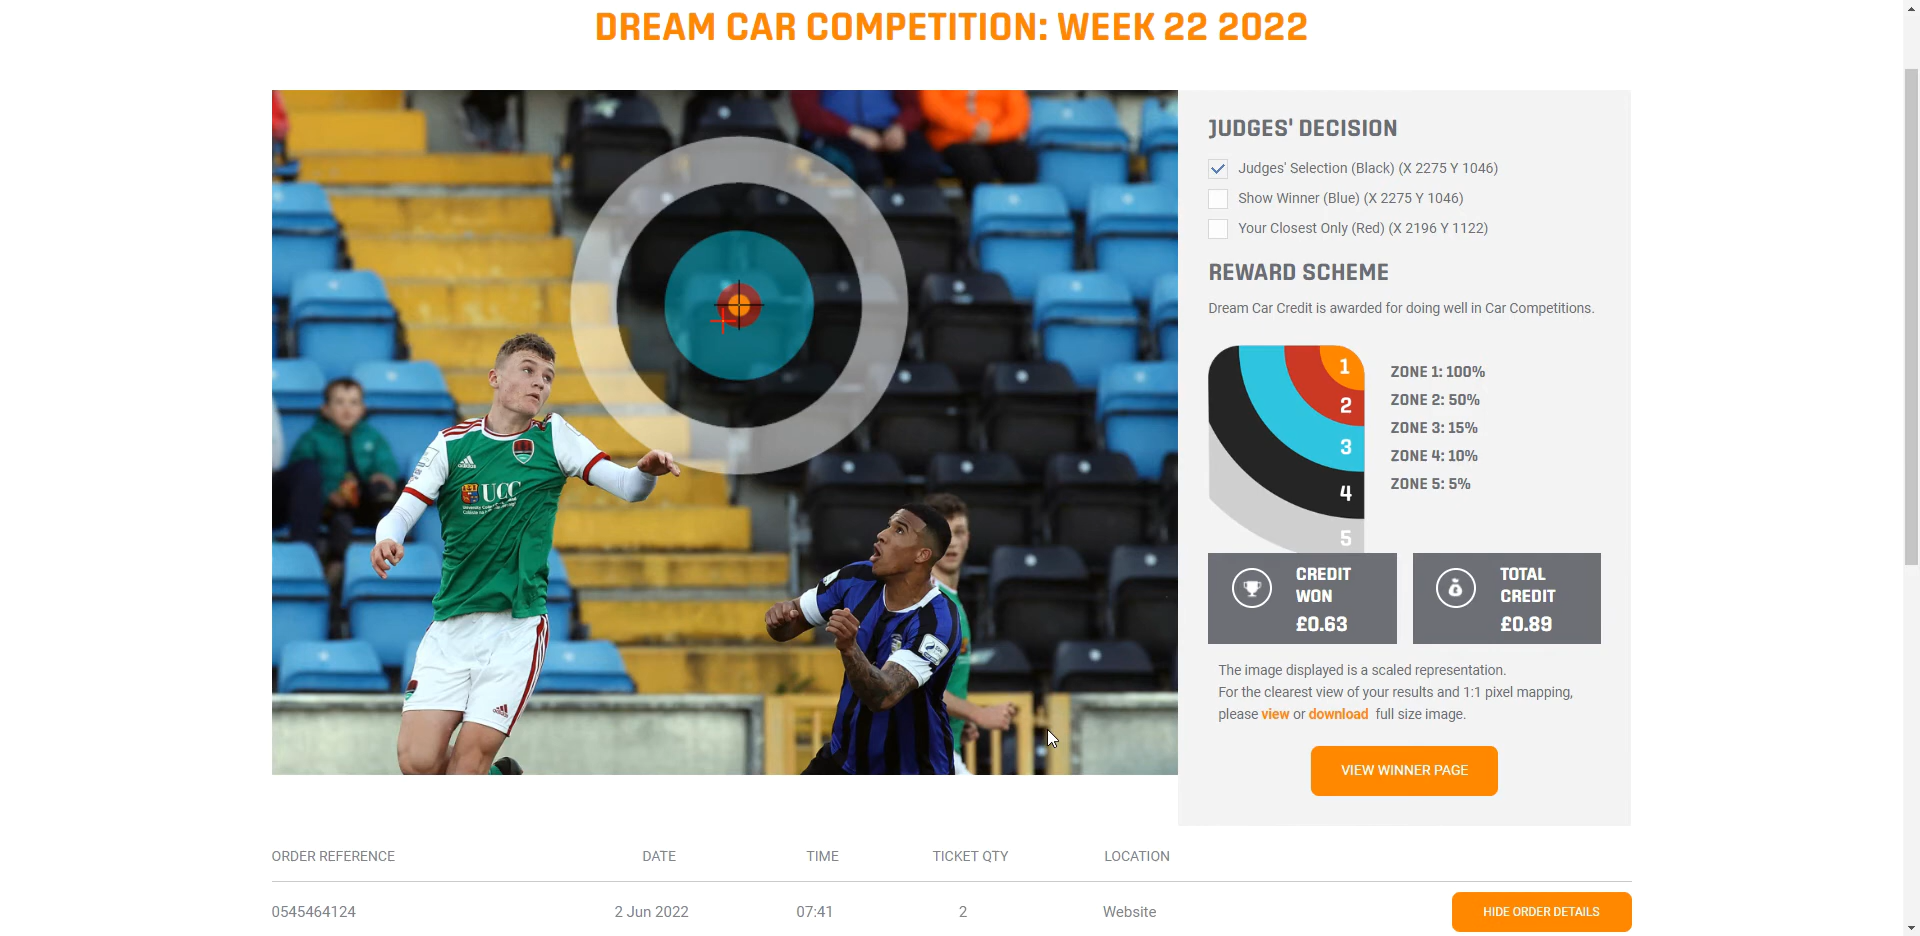 DREAM CAR COMPETITION: WEEK 22 2022
UCC
adidas
JUDGES' DECISION
Judges' Selection (Black) (X 2275 Y 1046)
Show Winner (Blue) (X 2275 Y 1046)
Your Closest Only (Red) (X 2196 Y 1122)
REWARD SCHEME
Dream Car Credit is awarded for doing well in Car Competitions.
1
2
3
4
5
ZONE 1: 100%
ZONE 2: 50%
ZONE 3: 15%
ZONE 4: 10%
ZONE 5: 5%
CREDIT
WON
£0.63
TOTAL
CREDIT
£0.89
The image displayed is a scaled representation.
For the clearest view of your results and 1:1 pixel mapping,
please view or download full size image.
VIEW WINNER PAGE
ORDER REFERENCE DATE TIME TICKET QTY LOCATION
0545464124 2 Jun 2022 07:41 2 Website
HIDE ORDER DETAILS